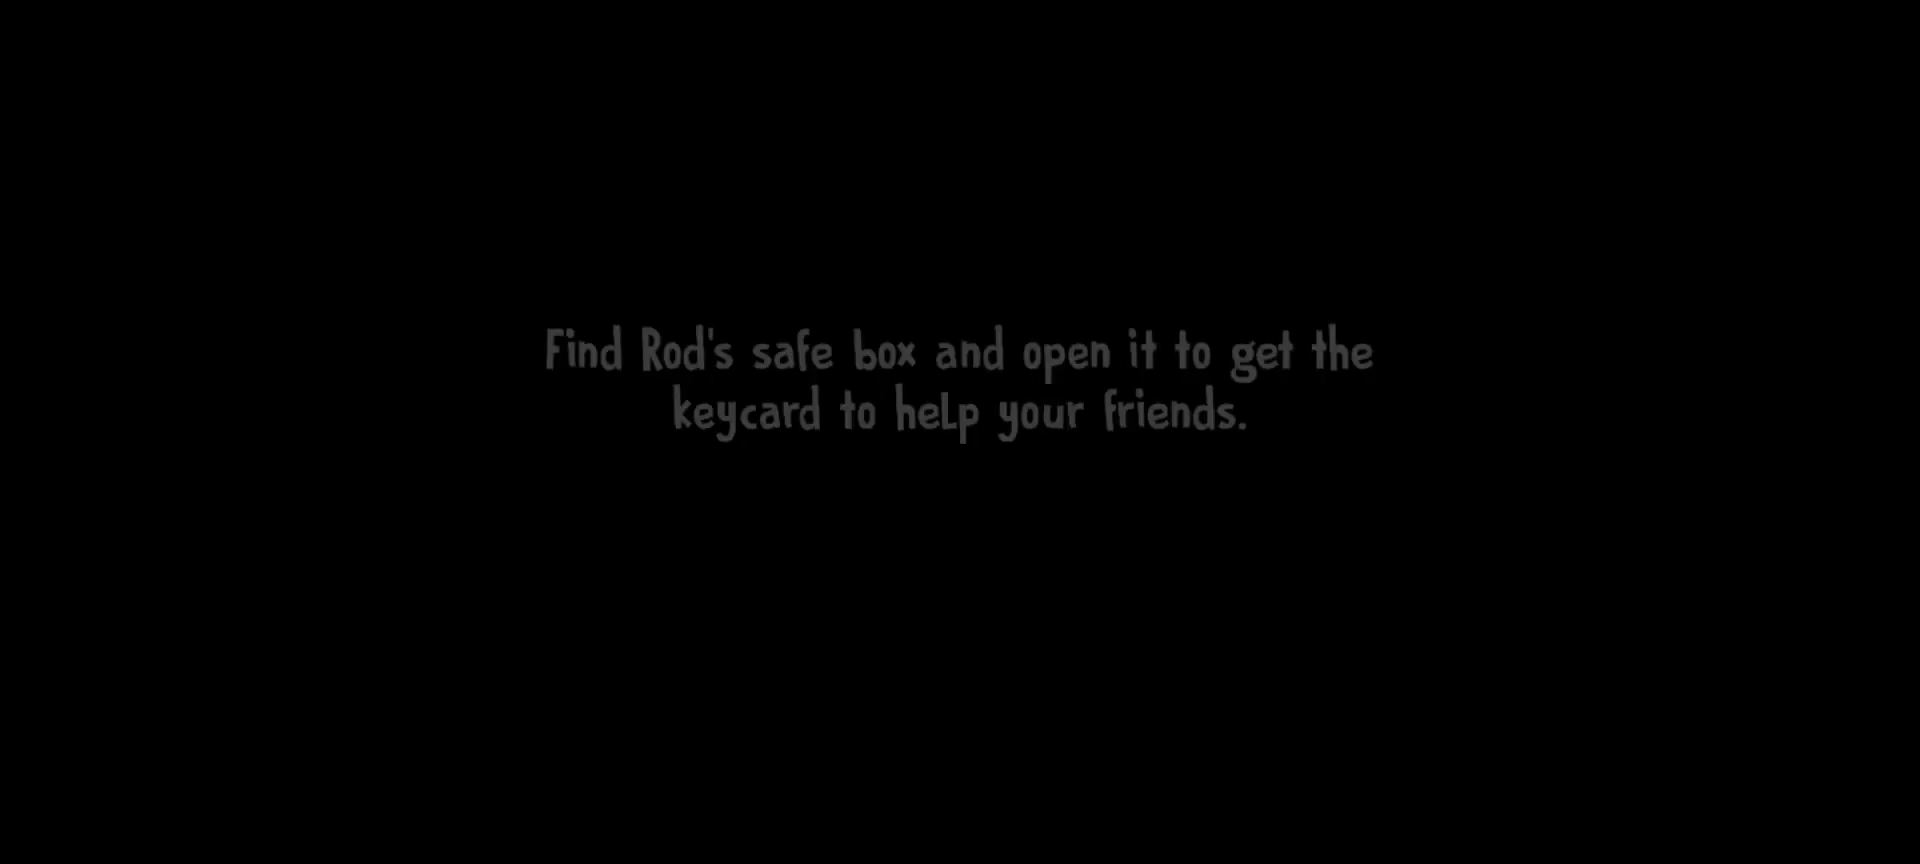 Find Rod's safe box and open it to get the
keycard to help your friends.